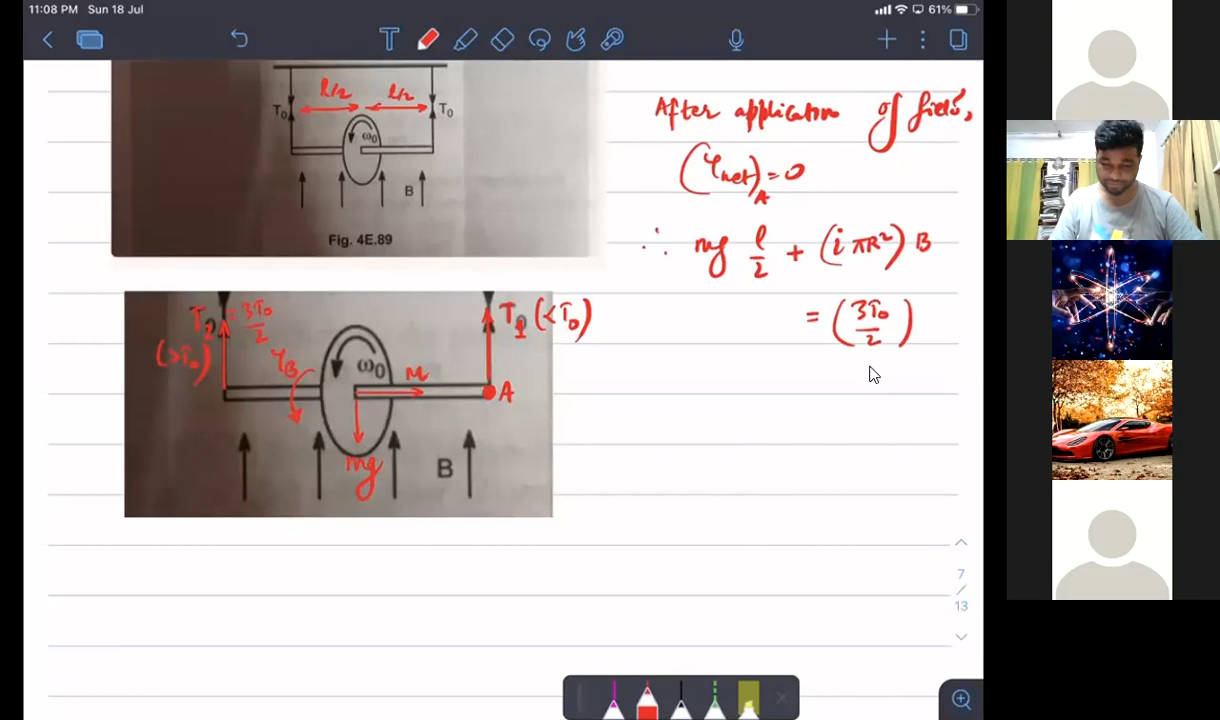 11:08 PM Sun 18 Jul
61%
l/2 l/2
T₀ T₀
ω₀
B
Fig. 4E.89
After application of field,
(τnet)A = 0
∴ mg l/2 + (i πR²) B
= (3T₀/2)
T₂ = 3T₀/2
(>T₀)
T₁ (<T₀)
τB
ω₀
M
A
mg
B
7
/
13